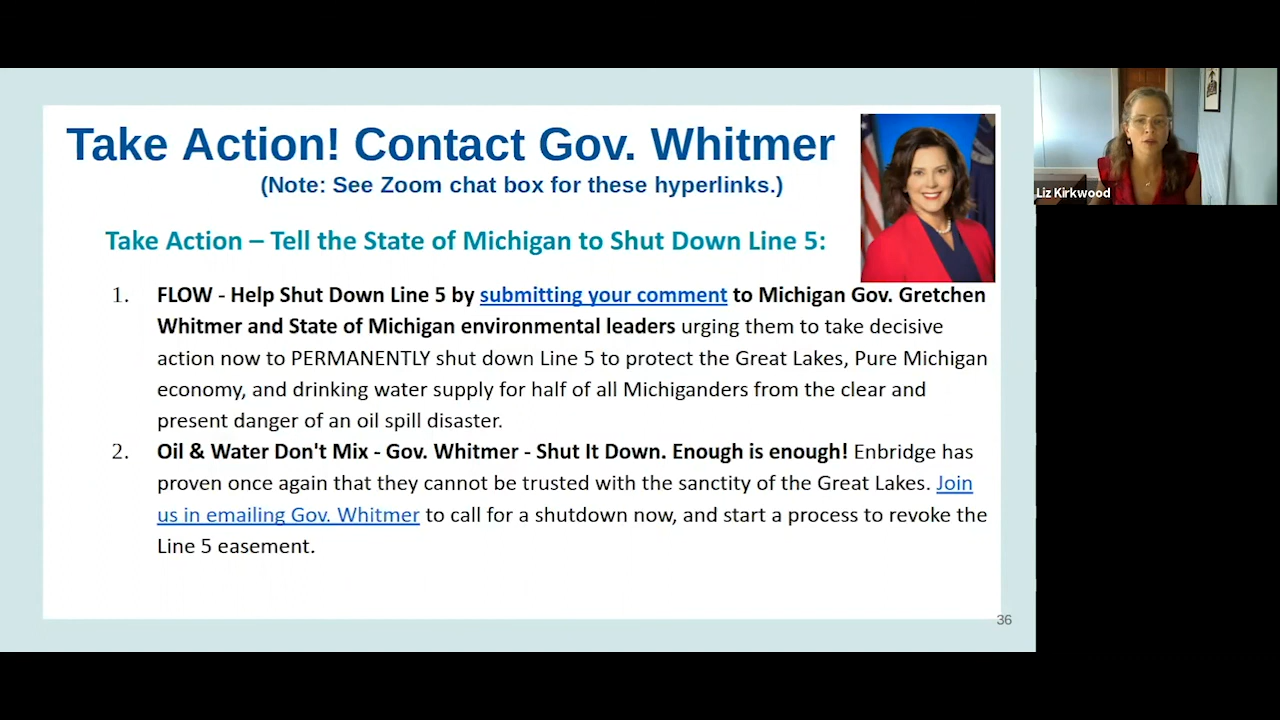 Take Action! Contact Gov. Whitmer
(Note: See Zoom chat box for these hyperlinks.)
Take Action – Tell the State of Michigan to Shut Down Line 5:
1. FLOW - Help Shut Down Line 5 by submitting your comment to Michigan Gov. Gretchen
Whitmer and State of Michigan environmental leaders urging them to take decisive
action now to PERMANENTLY shut down Line 5 to protect the Great Lakes, Pure Michigan
economy, and drinking water supply for half of all Michiganders from the clear and
present danger of an oil spill disaster.
2. Oil & Water Don't Mix - Gov. Whitmer - Shut It Down. Enough is enough! Enbridge has
proven once again that they cannot be trusted with the sanctity of the Great Lakes. Join
us in emailing Gov. Whitmer to call for a shutdown now, and start a process to revoke the
Line 5 easement.
36
Liz Kirkwood